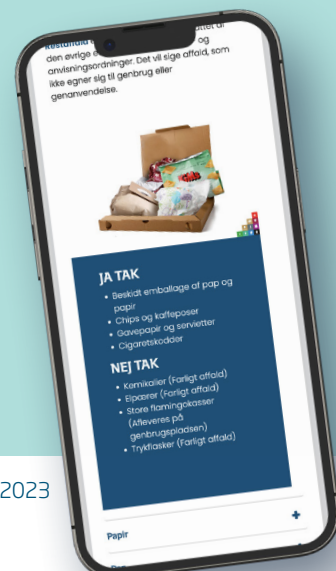 Restaffald
den øvrige
og
anvisningsordninger. Det vil sige affald, som
ikke egner sig til genbrug eller
genanvendelse.
JA TAK
• Beskidt emballage af pap og
papir
• Chips og kaffeposer
• Gavepapir og servietter
• Cigaretskodder
NEJ TAK
• Kemikalier (Farligt affald)
• Elpærer (Farligt affald)
• Store flamingokasser
(Afleveres på
genbrugspladsen)
• Trykflasker (Farligt affald)
2023
Papir